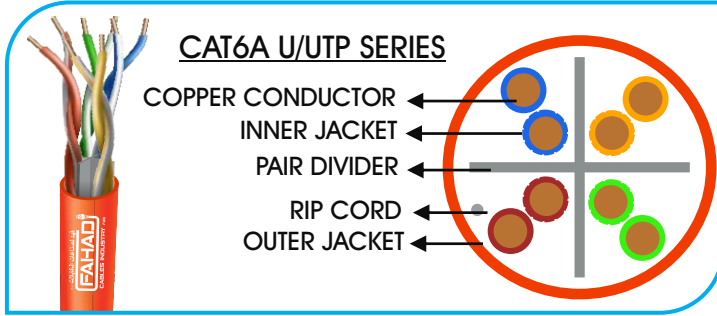 CAT6A U/UTP SERIES
COPPER CONDUCTOR
INNER JACKET
PAIR DIVIDER
RIP CORD
OUTER JACKET
FAHAD
CABLES INDUSTRY